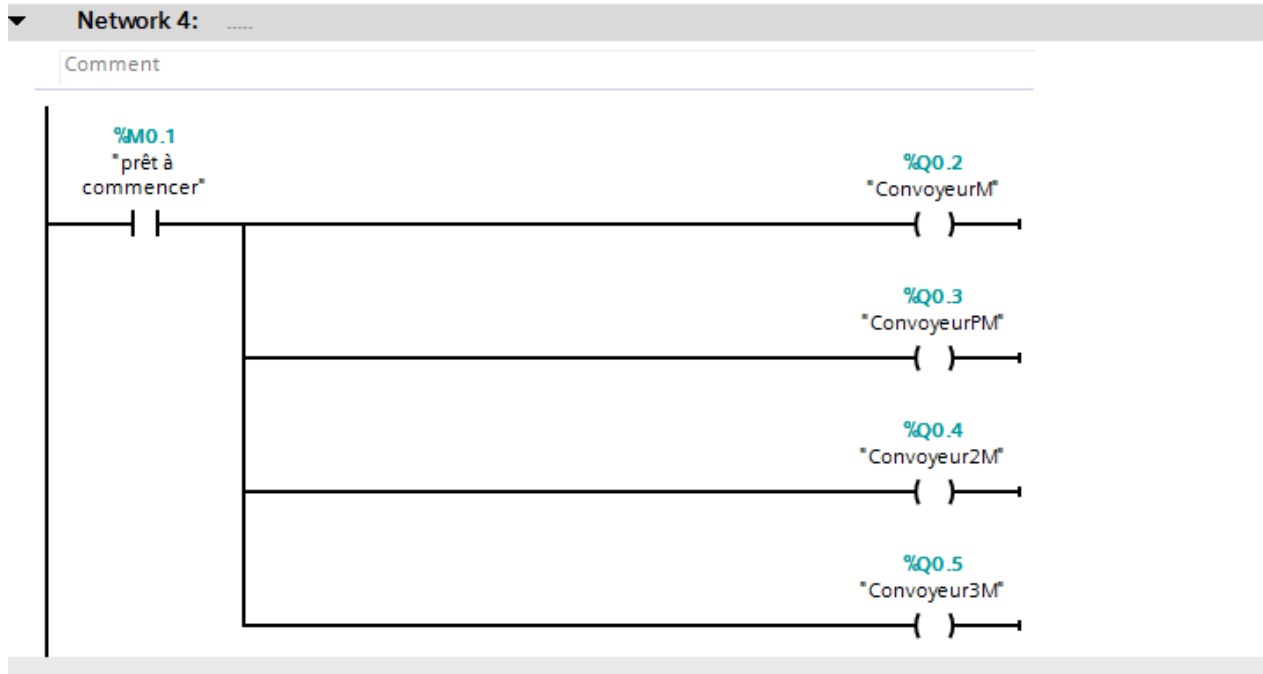 Network 4: .....
Comment
%M0.1
"prêt à
commencer"
%Q0.2
"ConvoyeurM"
%Q0.3
"ConvoyeurPM"
%Q0.4
"Convoyeur2M"
%Q0.5
"Convoyeur3M"